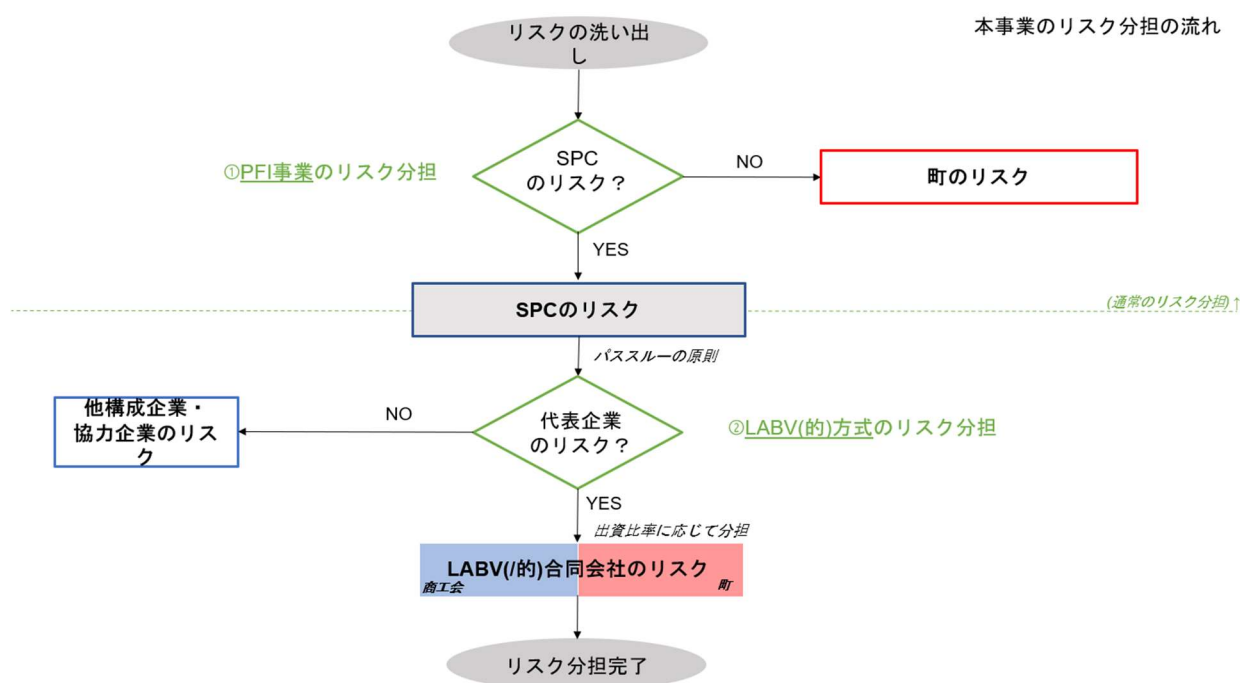 本事業のリスク分担の流れ
リスクの洗い出
し
①PFI事業のリスク分担
SPC
のリスク？
NO
町のリスク
YES
SPCのリスク
(通常のリスク分担)↑
パススルーの原則
他構成企業・
協力企業のリス
ク
NO
代表企業
のリスク？
②LABV(的)方式のリスク分担
YES
出資比率に応じて分担
LABV(/的)合同会社のリスク
商工会
町
リスク分担完了